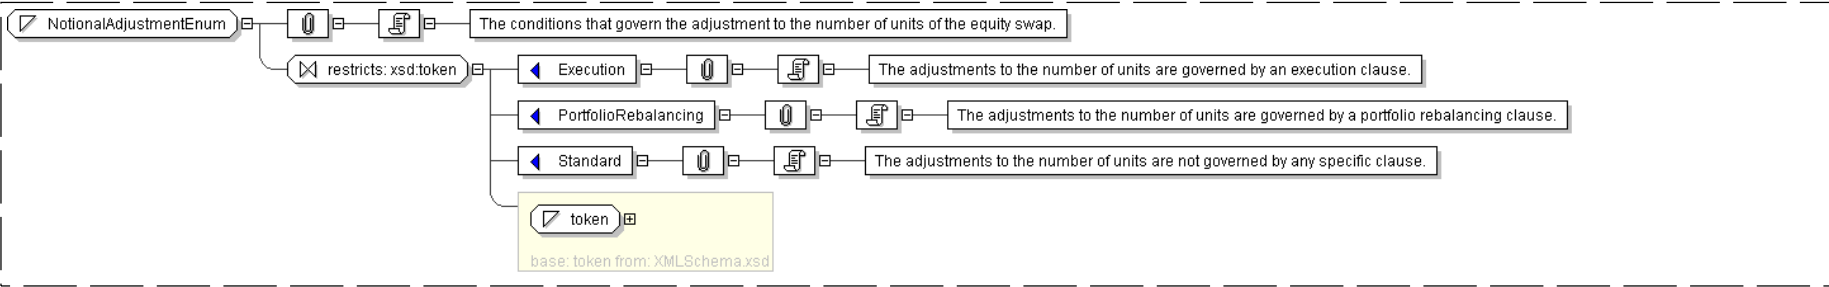 NotionalAdjustmentEnum The conditions that govern the adjustment to the number of units of the equity swap.
restricts: xsd:token Execution The adjustments to the number of units are governed by an execution clause.
PortfolioRebalancing The adjustments to the number of units are governed by a portfolio rebalancing clause.
Standard The adjustments to the number of units are not governed by any specific clause.
token
base: token from: XMLSchema.xsd